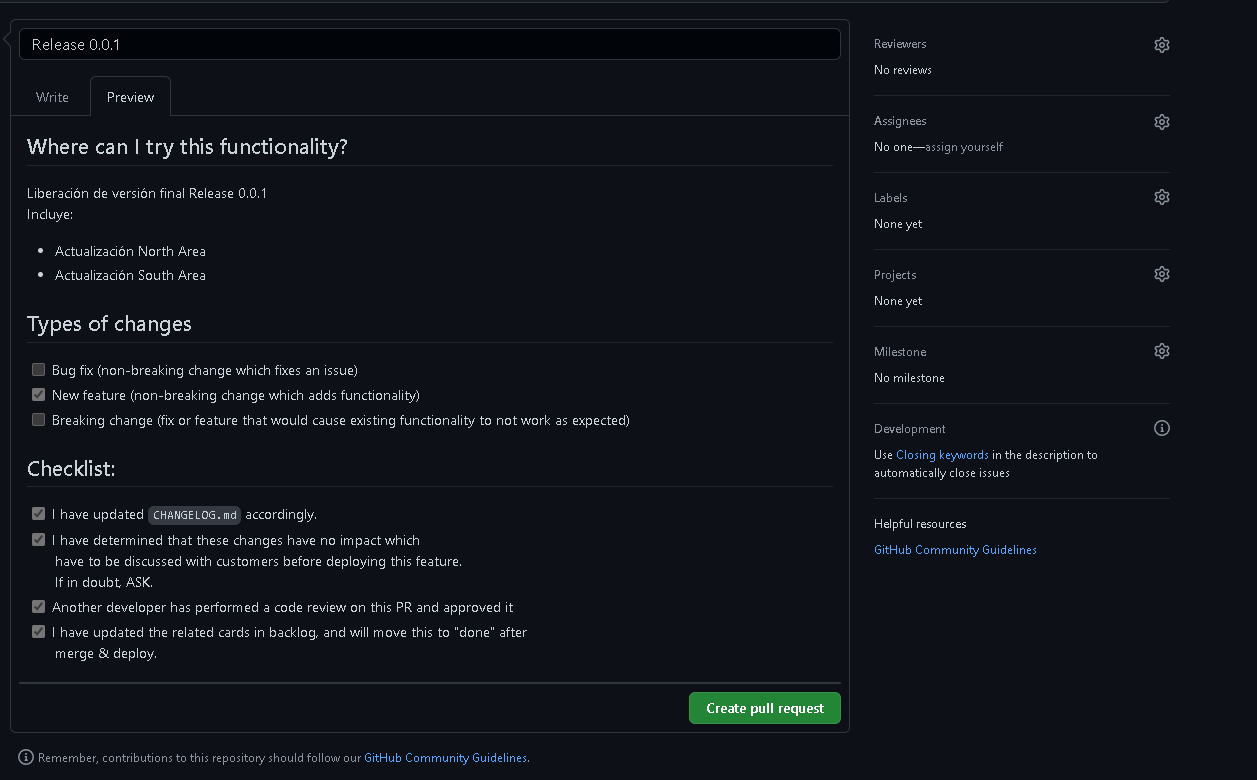 Release 0.0.1
Write
Preview
Where can I try this functionality?
Liberación de versión final Release 0.0.1
Incluye:
Actualización North Area
Actualización South Area
Types of changes
Bug fix (non-breaking change which fixes an issue)
New feature (non-breaking change which adds functionality)
Breaking change (fix or feature that would cause existing functionality to not work as expected)
Checklist:
I have updated CHANGELOG.md accordingly.
I have determined that these changes have no impact which
have to be discussed with customers before deploying this feature.
If in doubt, ASK.
Another developer has performed a code review on this PR and approved it
I have updated the related cards in backlog, and will move this to "done" after
merge & deploy.
Create pull request
Remember, contributions to this repository should follow our GitHub Community Guidelines.
Reviewers
No reviews
Assignees
No one—assign yourself
Labels
None yet
Projects
None yet
Milestone
No milestone
Development
Use Closing keywords in the description to
automatically close issues
Helpful resources
GitHub Community Guidelines